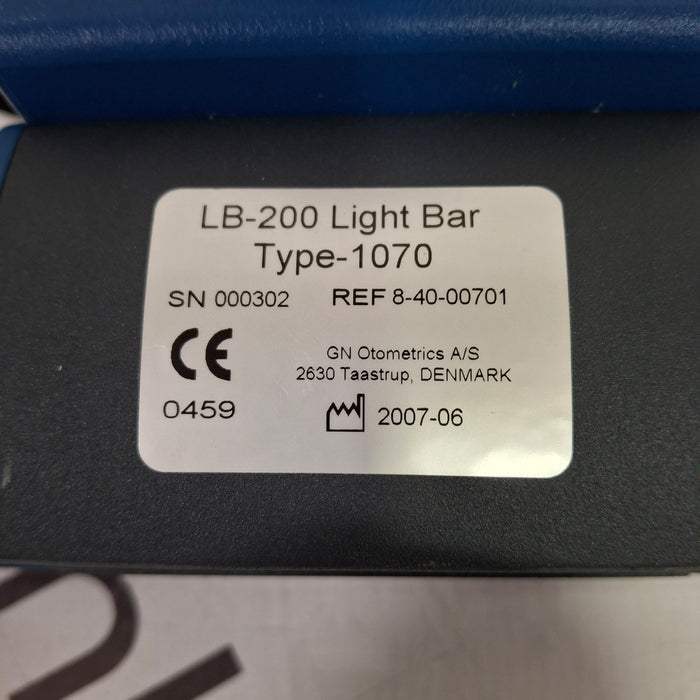 LB-200 Light Bar
Type-1070
SN 000302 REF 8-40-00701
CE
GN Otometrics A/S
2630 Taastrup, DENMARK
0459
2007-06